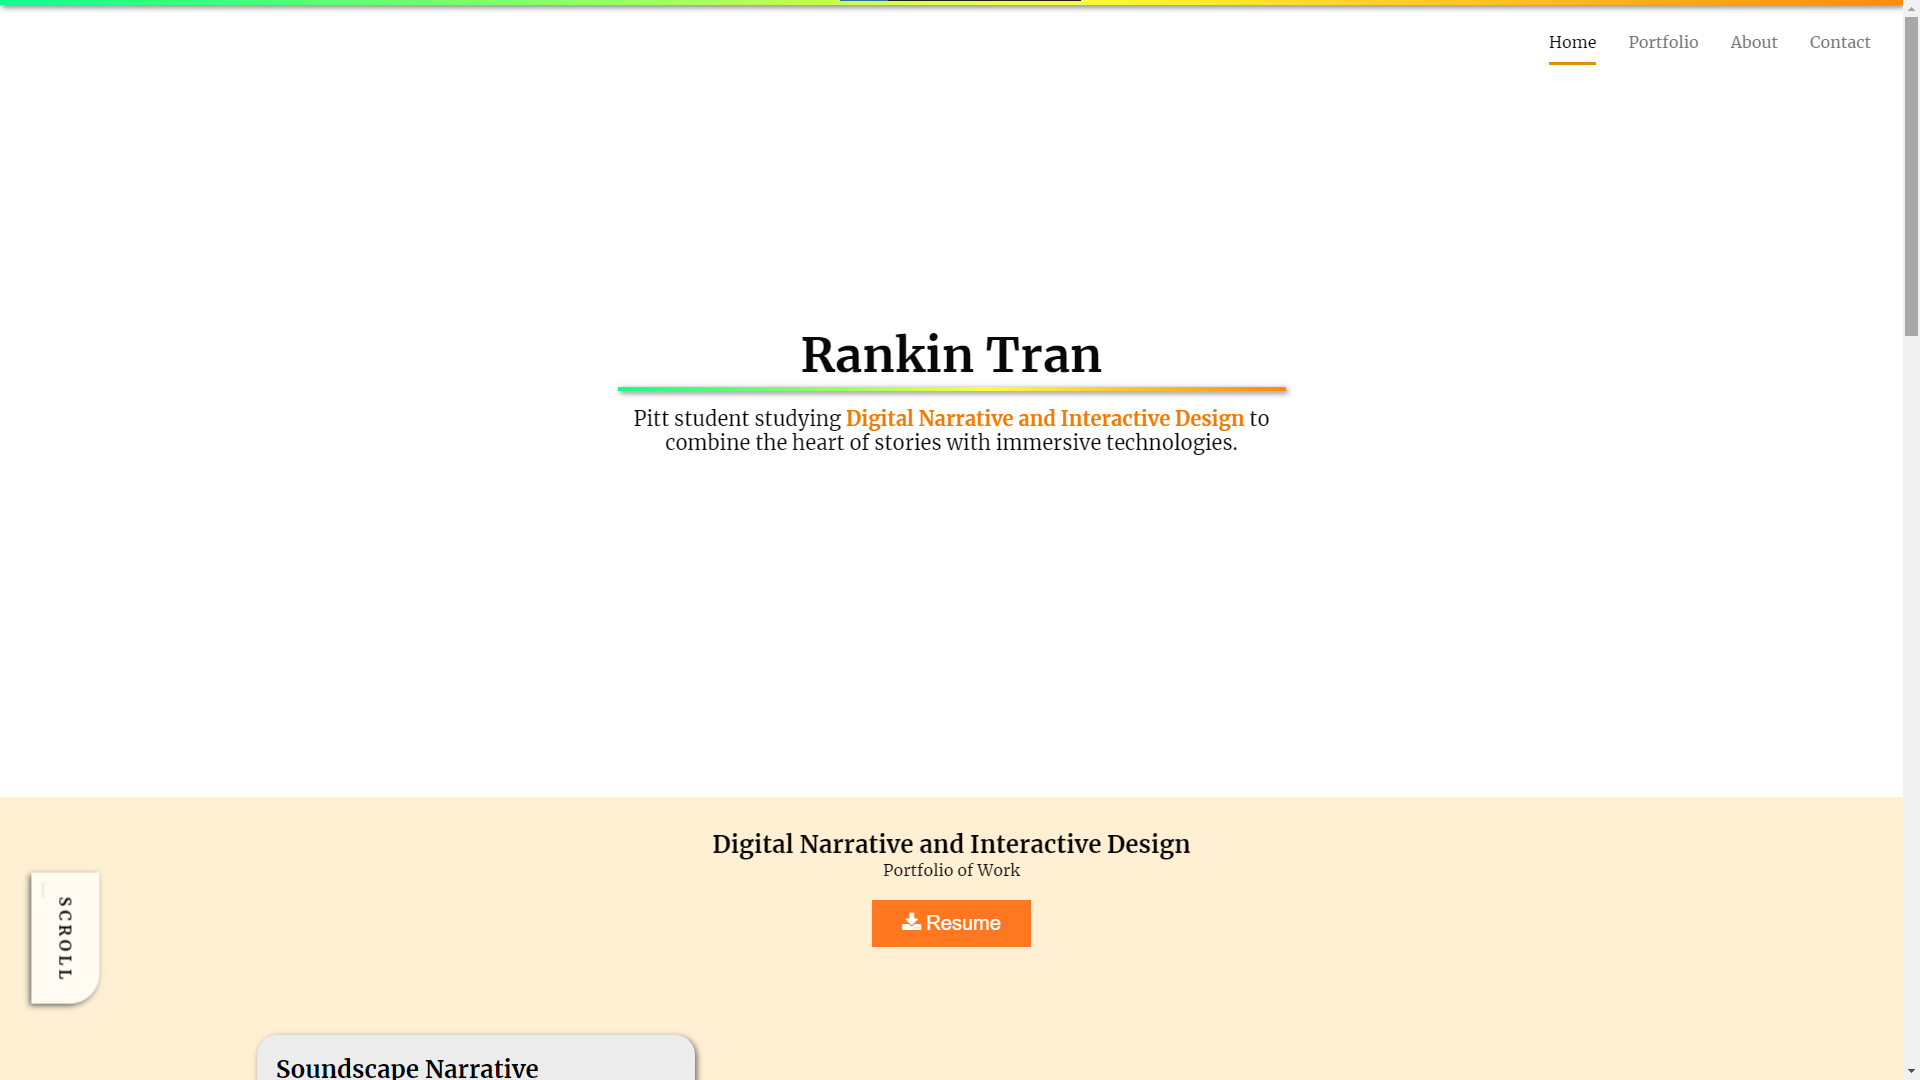 Home
Portfolio
About
Contact
Rankin Tran
Pitt student studying Digital Narrative and Interactive Design to
combine the heart of stories with immersive technologies.
Digital Narrative and Interactive Design
Portfolio of Work
Resume
SCROLL
Soundscape Narrative